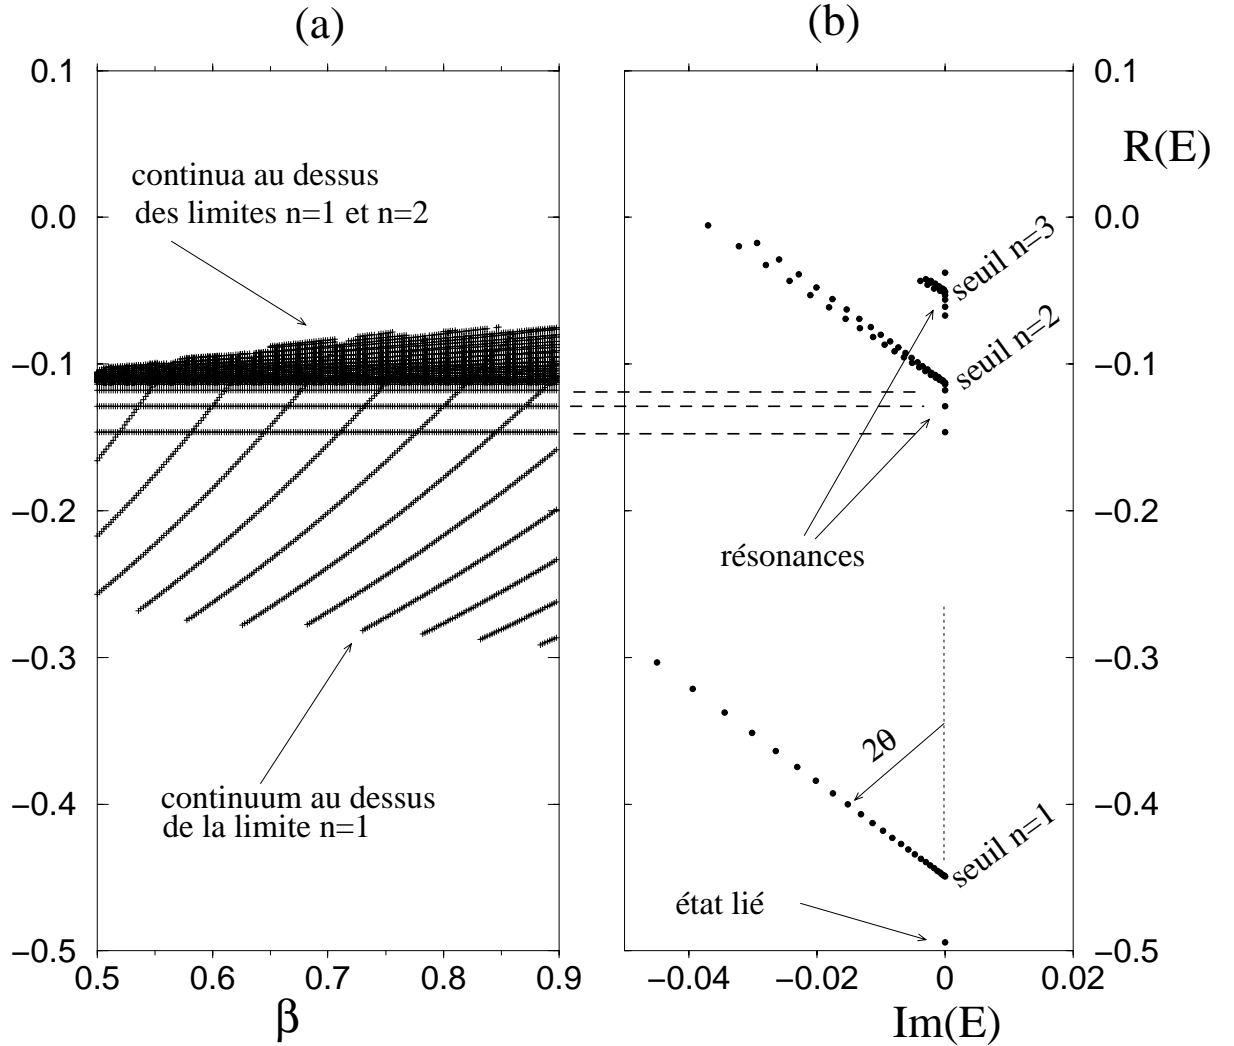 (a)
(b)
0.1
0.0
−0.1
−0.2
−0.3
−0.4
−0.5
0.5
0.6
0.7
0.8
0.9
β
continua au dessus
des limites n=1 et n=2
continuum au dessus
de la limite n=1
seuil n=3
seuil n=2
résonances
2θ
seuil n=1
état lié
−0.04
−0.02
0
0.02
Im(E)
0.1
R(E)
0.0
−0.1
−0.2
−0.3
−0.4
−0.5